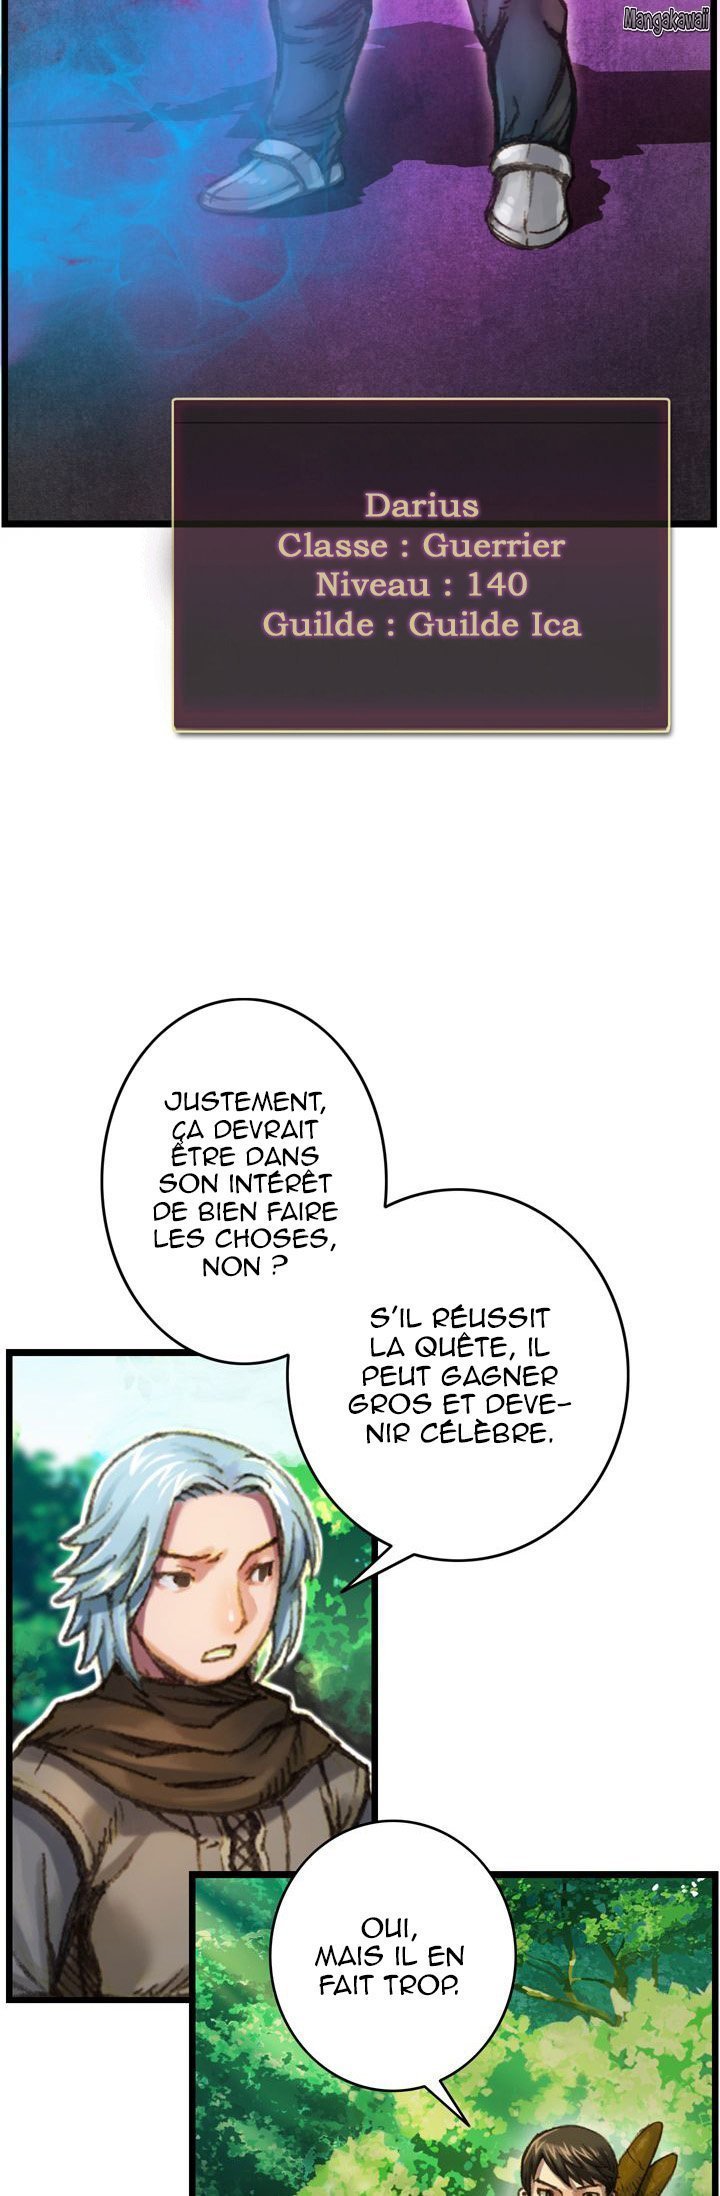 Mangakawaii
Darius
Classe : Guerrier
Niveau : 140
Guilde : Guilde Ica
JUSTEMENT,
ÇA DEVRAIT
ÊTRE DANS
SON INTÉRÊT
DE BIEN FAIRE
LES CHOSES,
NON ?
S'IL RÉUSSIT
LA QUÊTE, IL
PEUT GAGNER
GROS ET DEVE-
NIR CÉLÈBRE.
OUI,
MAIS IL EN
FAIT TROP.